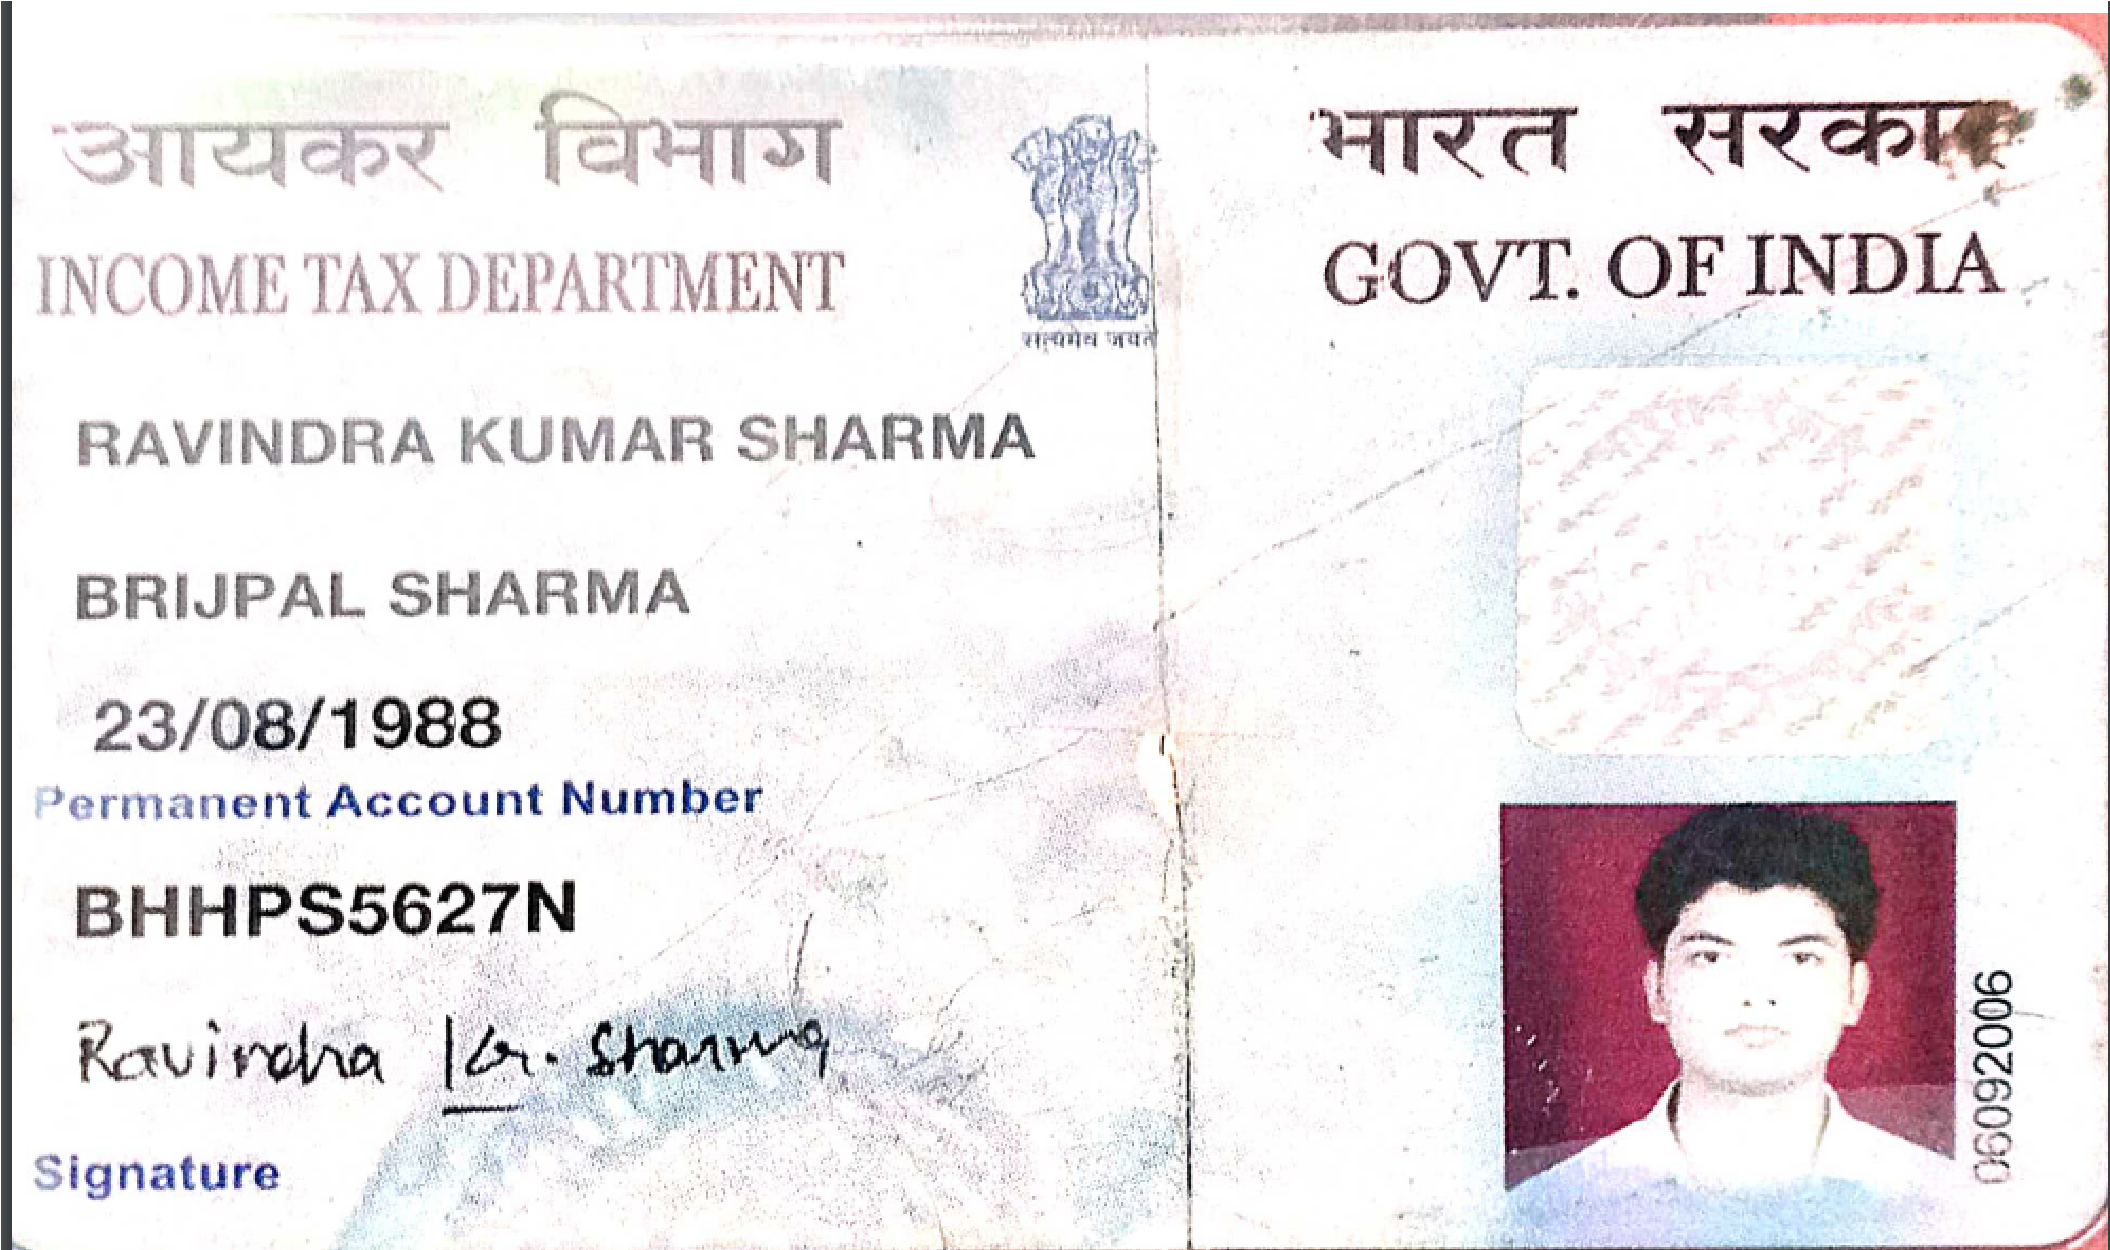 आयकर विभाग
INCOME TAX DEPARTMENT
सत्यमेव जयते
भारत सरकार
GOVT. OF INDIA
RAVINDRA KUMAR SHARMA
BRIJPAL SHARMA
23/08/1988
Permanent Account Number
BHHPS5627N
Ravindra Kr. Sharma
Signature
06092006